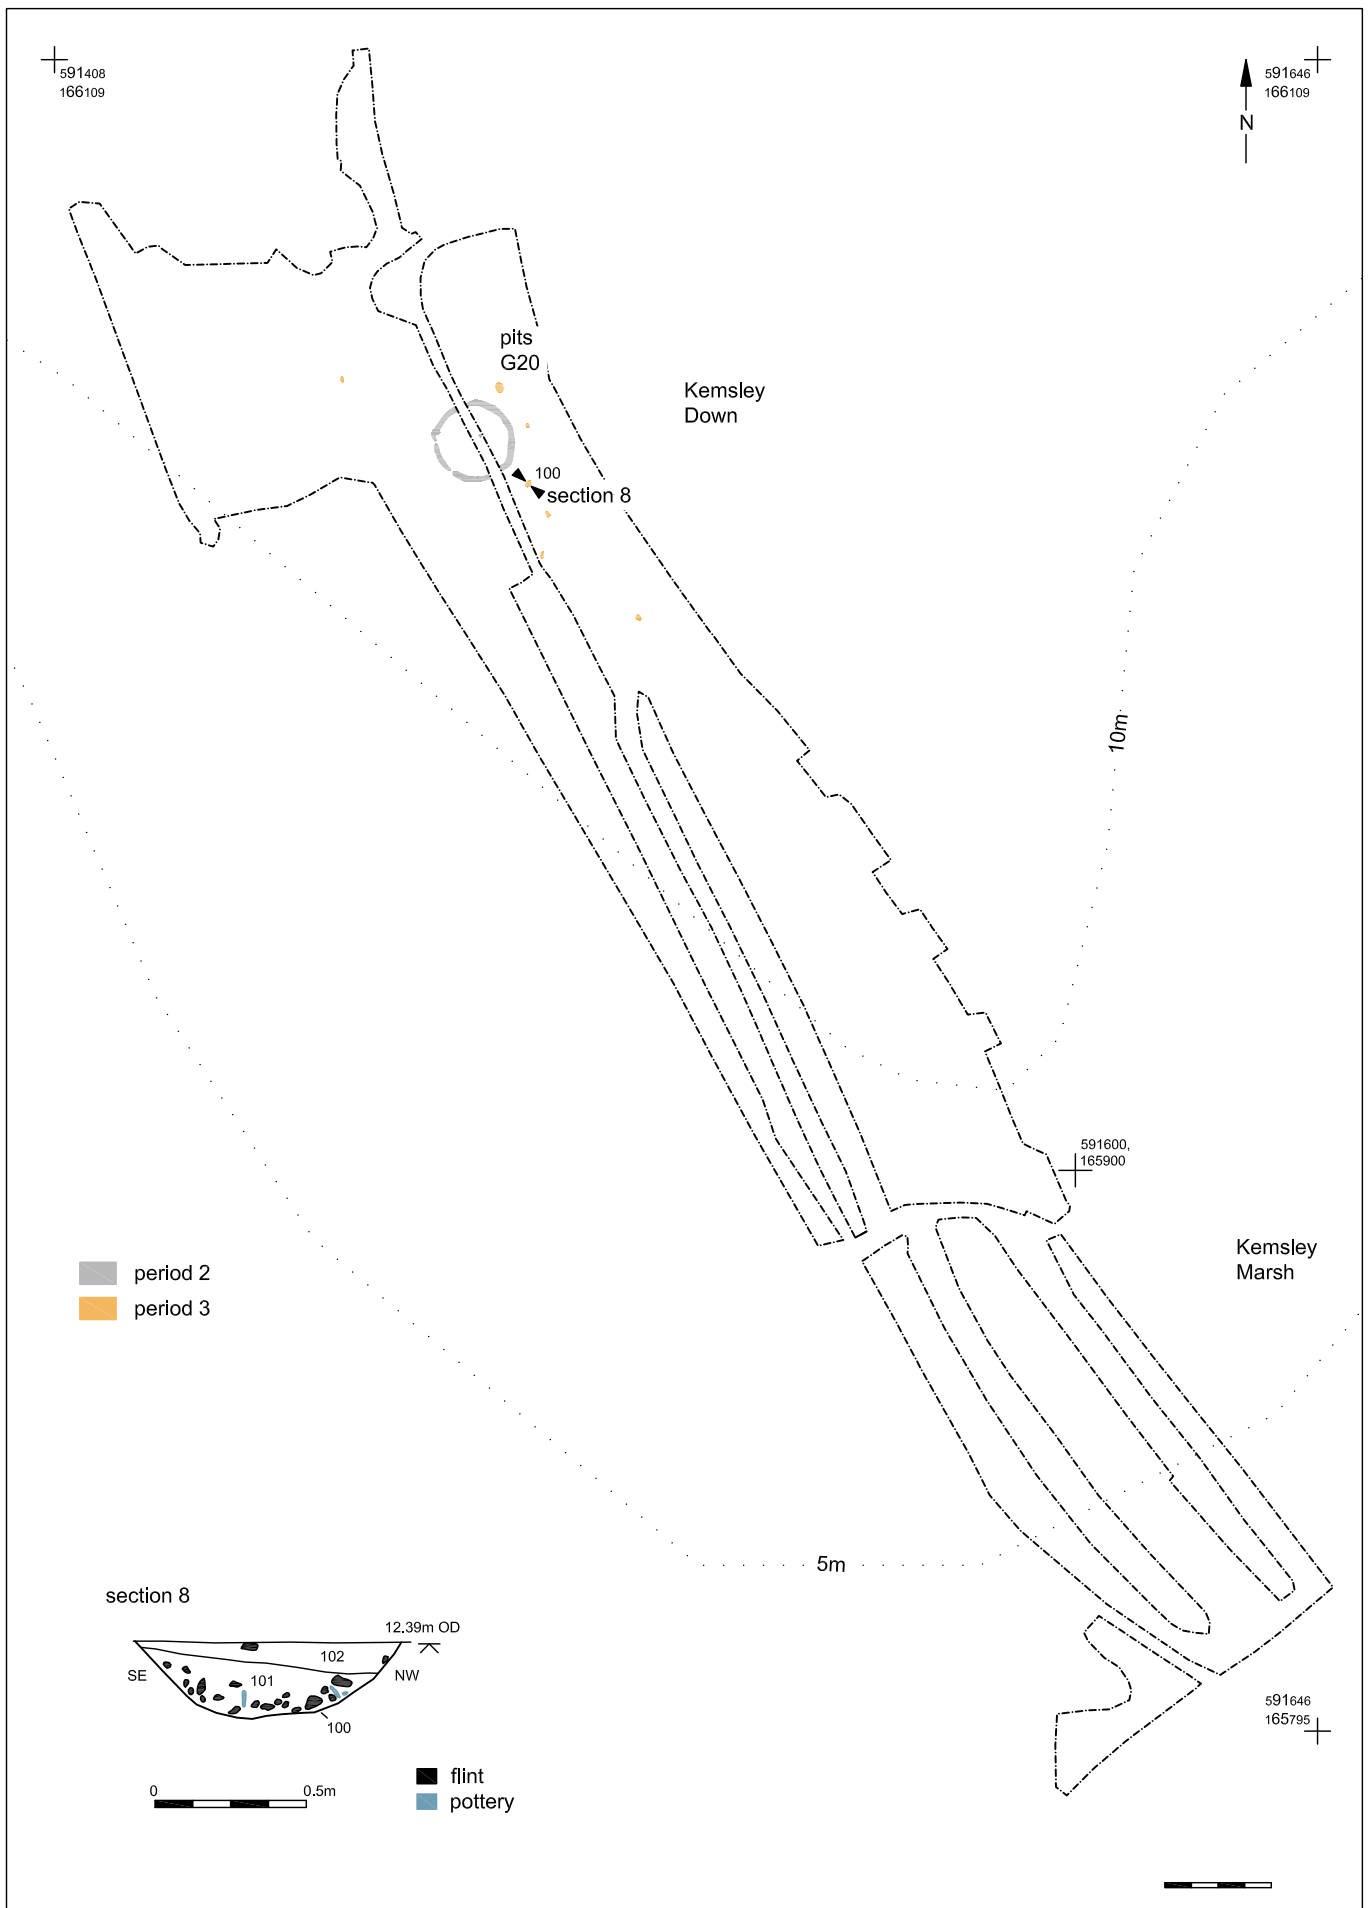 591408
166109
591646
166109
N
pits
G20
Kemsley
Down
100
section 8
10m
591600,
165900
Kemsley
Marsh
period 2
period 3
5m
section 8
12.39m OD
102
SE
101
NW
100
591646
165795
0
0.5m
flint
pottery